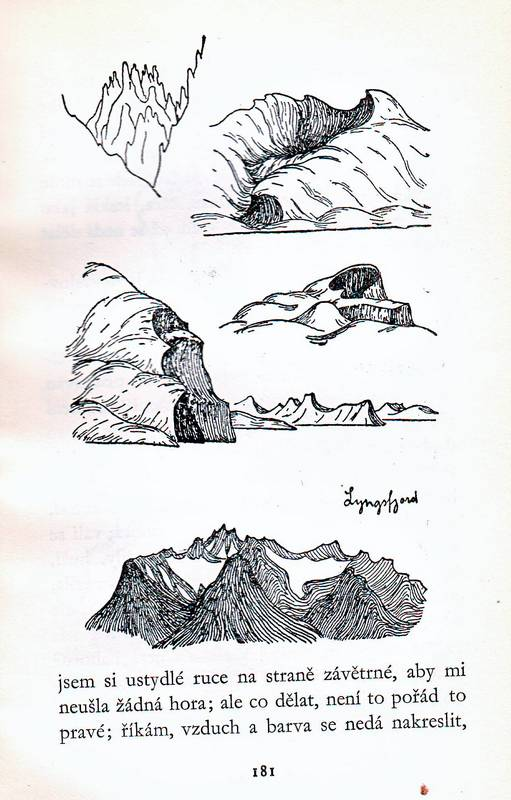 Lyngsfjord
jsem si ustydlé ruce na straně závětrné, aby mi
neušla žádná hora; ale co dělat, není to pořád to
pravé; říkám, vzduch a barva se nedá nakreslit,
181